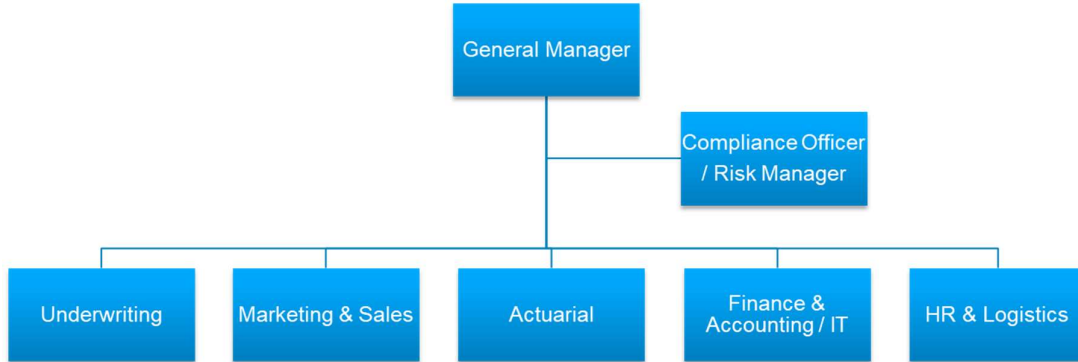 General Manager
Compliance Officer
/ Risk Manager
Underwriting
Marketing & Sales
Actuarial
Finance &
Accounting / IT
HR & Logistics